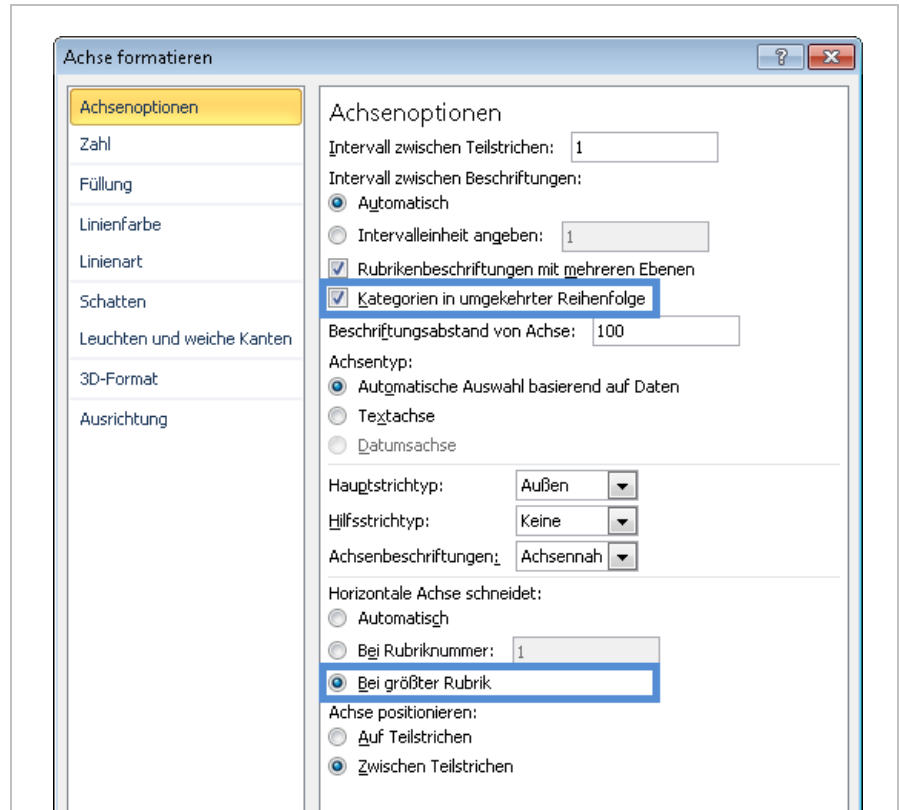 Achse formatieren
Achsenoptionen
Zahl
Füllung
Linienfarbe
Linienart
Schatten
Leuchten und weiche Kanten
3D-Format
Ausrichtung
Achsenoptionen
Intervall zwischen Teilstrichen: 1
Intervall zwischen Beschriftungen:
Automatisch
Intervalleinheit angeben: 1
Rubrikenbeschriftungen mit mehreren Ebenen
Kategorien in umgekehrter Reihenfolge
Beschriftungsabstand von Achse: 100
Achsentyp:
Automatische Auswahl basierend auf Daten
Textachse
Datumsachse
Hauptstrichtyp: Außen
Hilfsstrichtyp: Keine
Achsenbeschriftungen: Achsennah
Horizontale Achse schneidet:
Automatisch
Bei Rubriknummer: 1
Bei größter Rubrik
Achse positionieren:
Auf Teilstrichen
Zwischen Teilstrichen